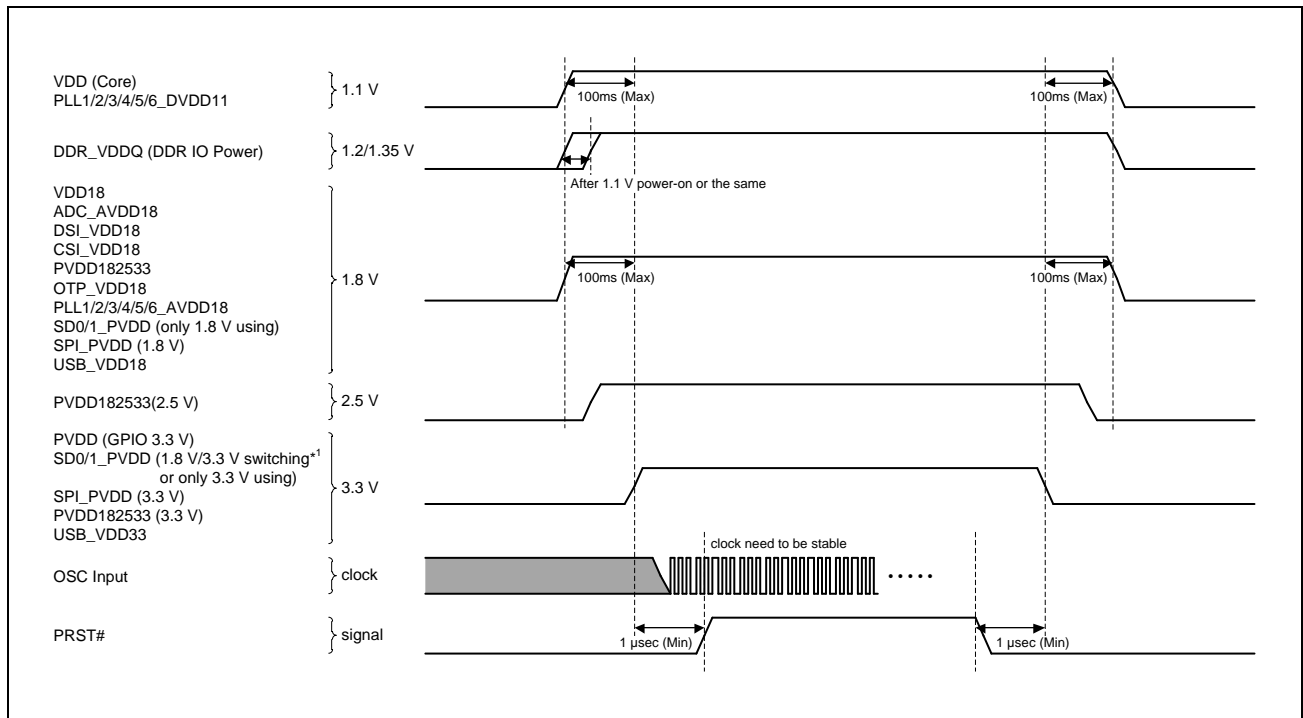 VDD (Core)
PLL1/2/3/4/5/6_DVDD11
1.1 V
100ms (Max)
100ms (Max)
DDR_VDDQ (DDR IO Power)
1.2/1.35 V
After 1.1 V power-on or the same
VDD18
ADC_AVDD18
DSI_VDD18
CSI_VDD18
PVDD182533
OTP_VDD18
PLL1/2/3/4/5/6_AVDD18
SD0/1_PVDD (only 1.8 V using)
SPI_PVDD (1.8 V)
USB_VDD18
1.8 V
100ms (Max)
100ms (Max)
PVDD182533(2.5 V)
2.5 V
PVDD (GPIO 3.3 V)
SD0/1_PVDD (1.8 V/3.3 V switching*1
or only 3.3 V using)
SPI_PVDD (3.3 V)
PVDD182533 (3.3 V)
USB_VDD33
3.3 V
OSC Input
clock
clock need to be stable
PRST#
signal
1 μsec (Min)
1 μsec (Min)